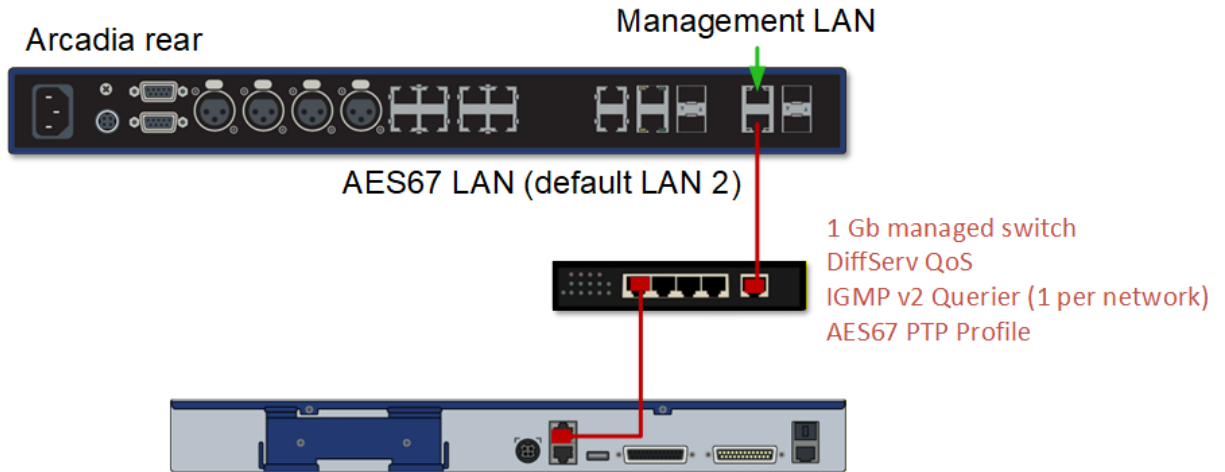 Management LAN
Arcadia rear
AES67 LAN (default LAN 2)
1 Gb managed switch
DiffServ QoS
IGMP v2 Querier (1 per network)
AES67 PTP Profile